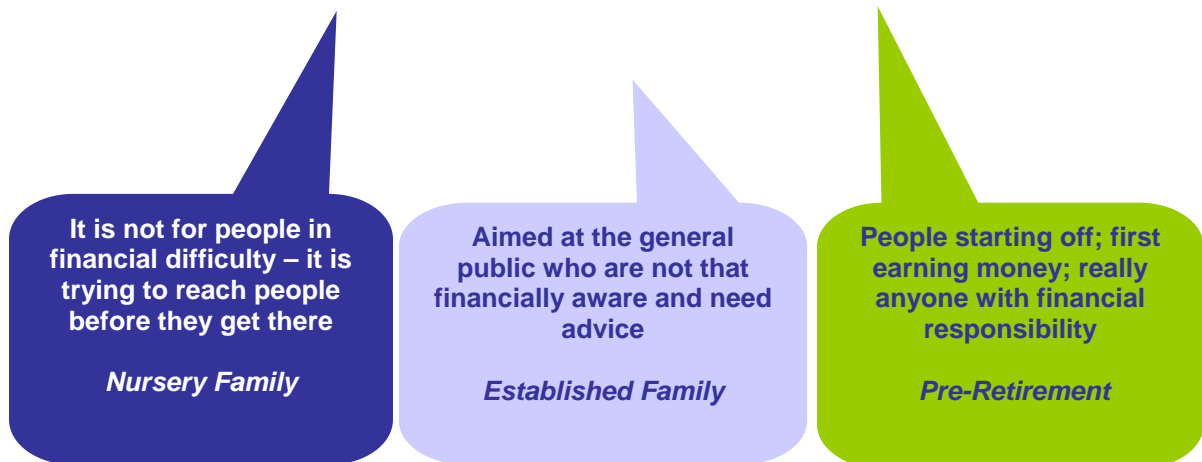 It is not for people in
financial difficulty – it is
trying to reach people
before they get there
Nursery Family
Aimed at the general
public who are not that
financially aware and need
advice
Established Family
People starting off; first
earning money; really
anyone with financial
responsibility
Pre-Retirement